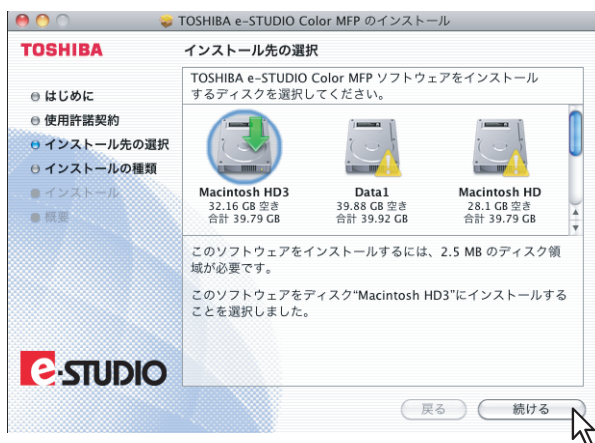 TOSHIBA e-STUDIO Color MFP のインストール
TOSHIBA
インストール先の選択
はじめに
使用許諾契約
インストール先の選択
インストールの種類
インストール
概要
TOSHIBA e-STUDIO Color MFP ソフトウェアをインストール
するディスクを選択してください。
Macintosh HD3
32.16 GB 空き
合計 39.79 GB
Data1
39.88 GB 空き
合計 39.92 GB
Macintosh HD
28.1 GB 空き
合計 39.79 GB
このソフトウェアをインストールするには、2.5 MB のディスク領
域が必要です。
このソフトウェアをディスク“Macintosh HD3”にインストールする
ことを選択しました。
e-STUDIO
戻る
続ける